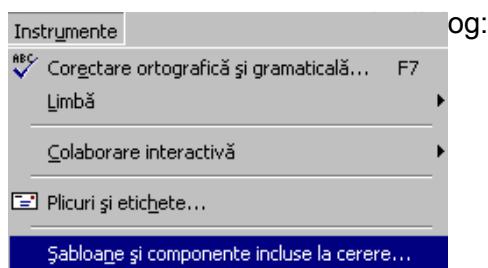 Instrumente og:
ABC Corectare ortografică şi gramaticală... F7
Limbă
Colaborare interactivă
Plicuri şi etichete...
Şabloane şi componente incluse la cerere...